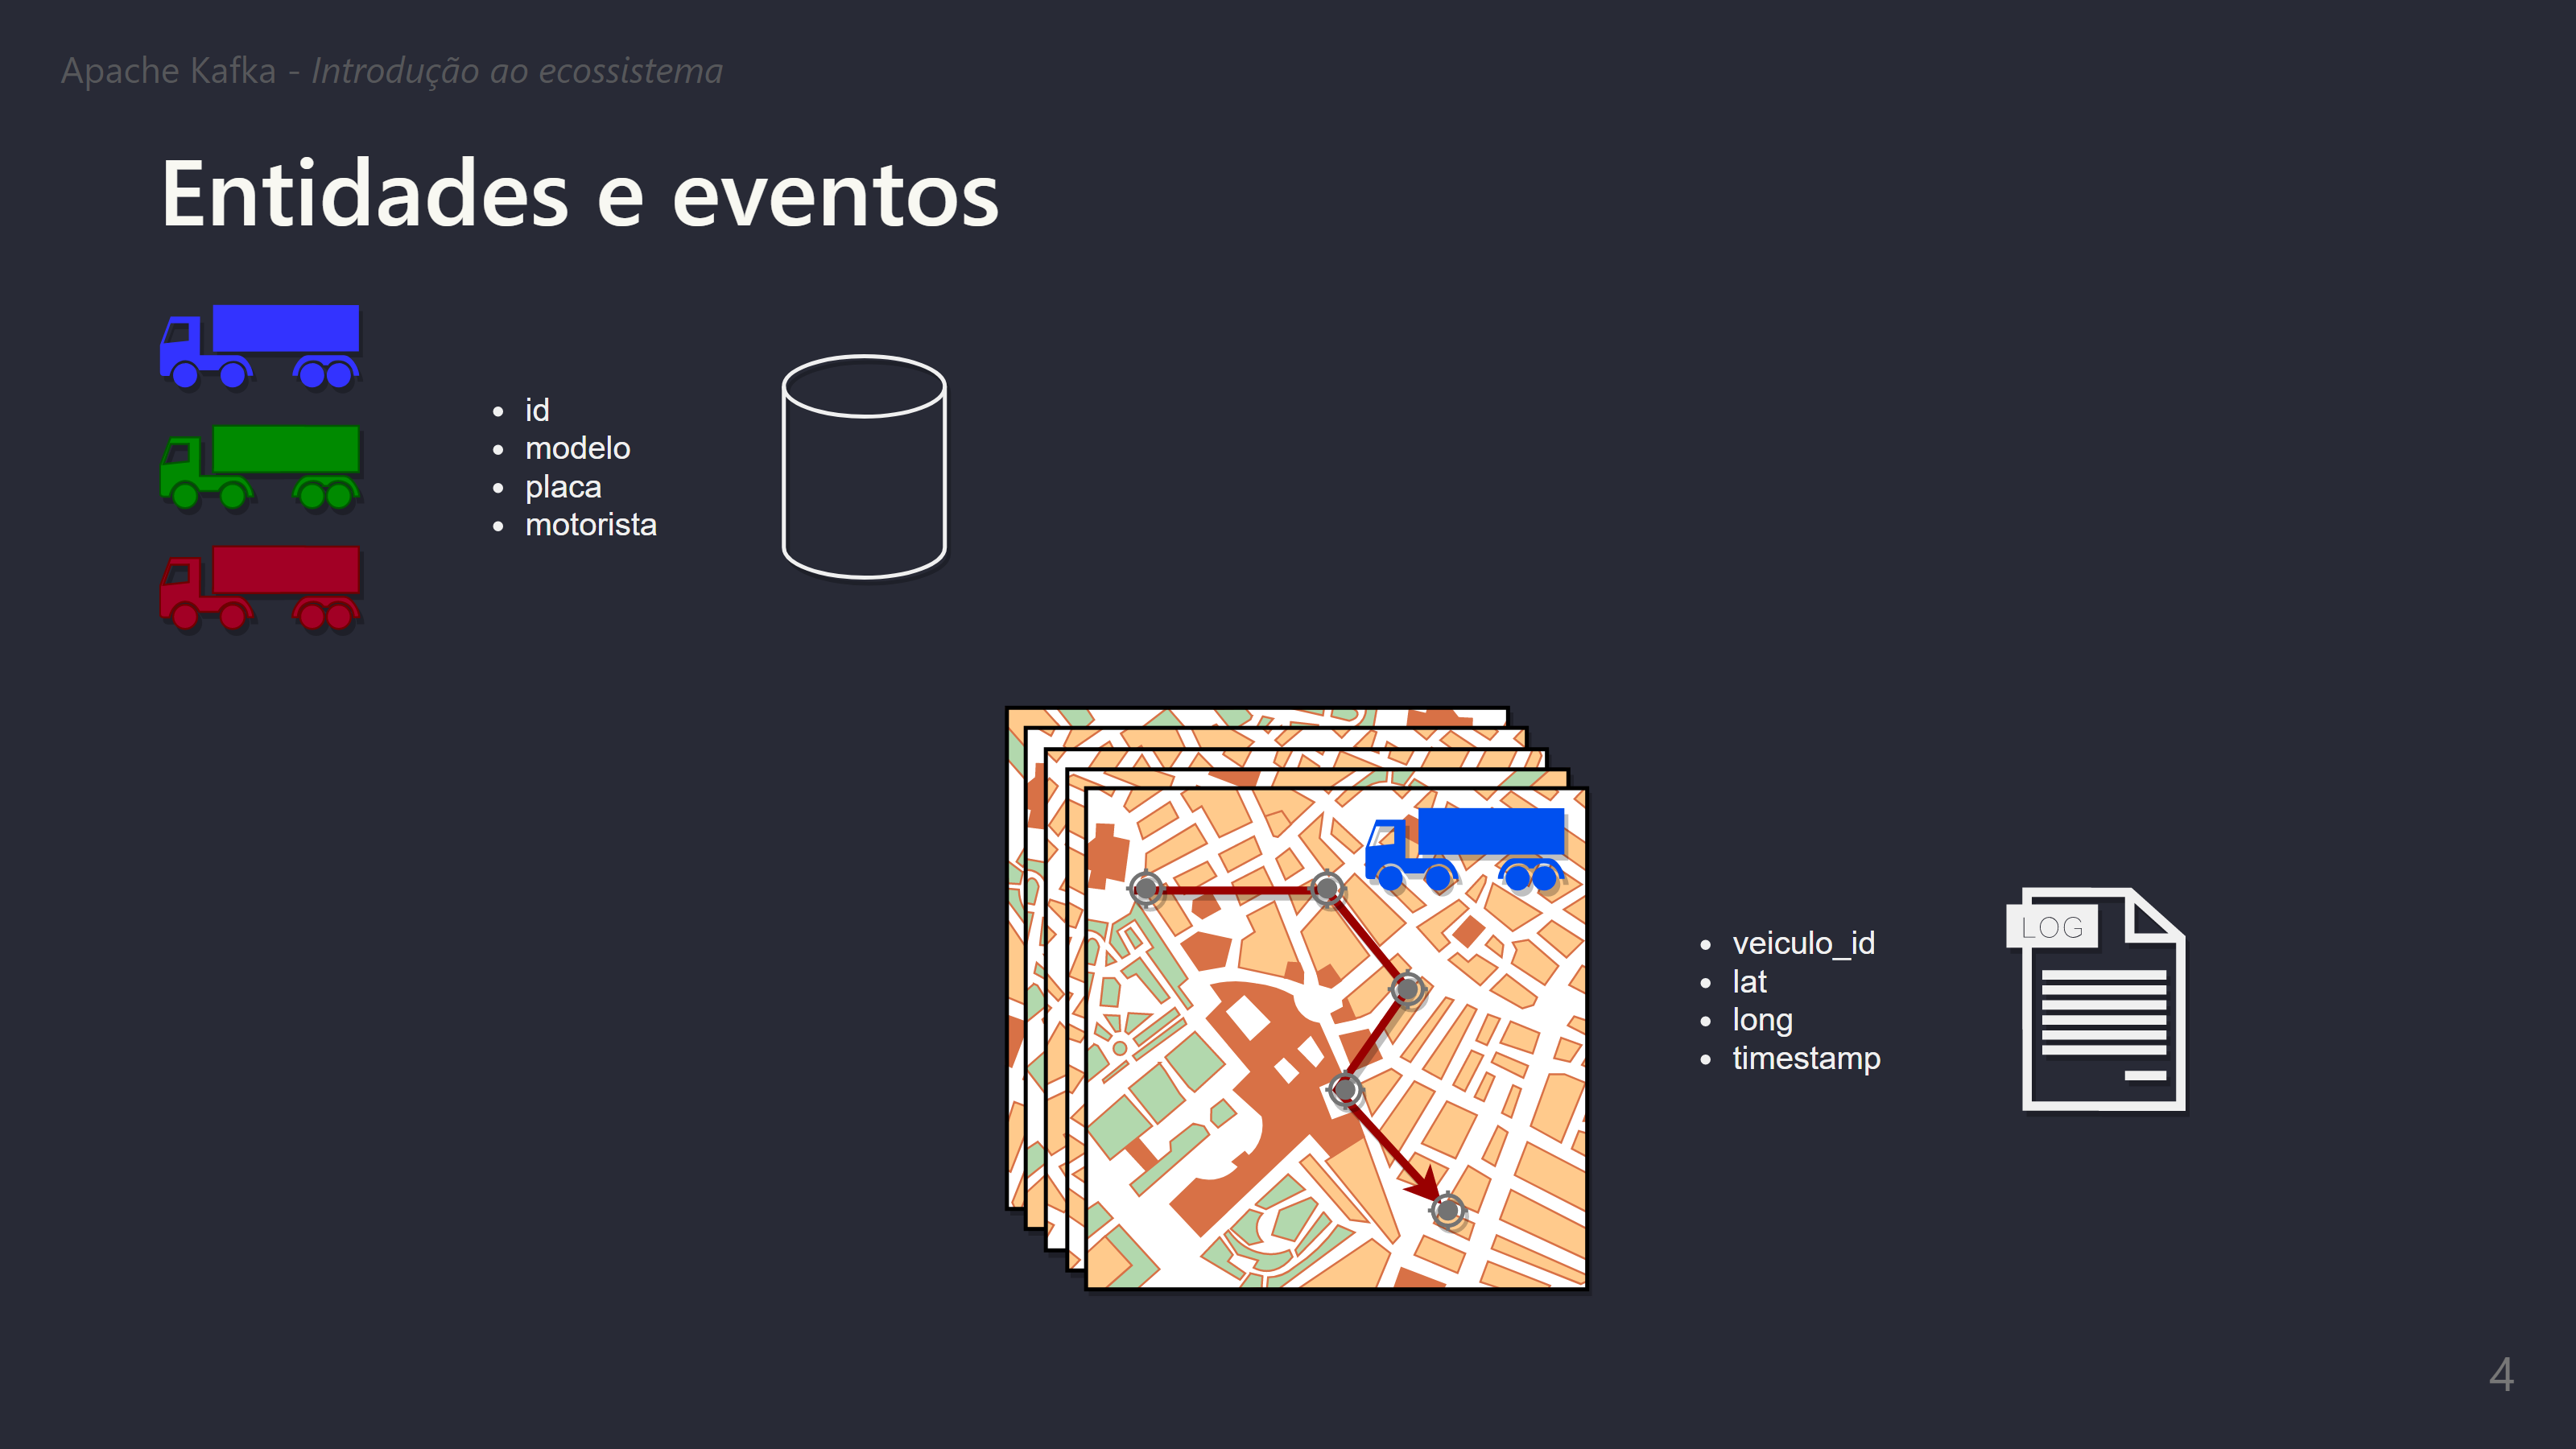 Apache Kafka - Introdução ao ecossistema
Entidades e eventos
id
modelo
placa
motorista
veiculo_id
lat
long
timestamp
LOG
4